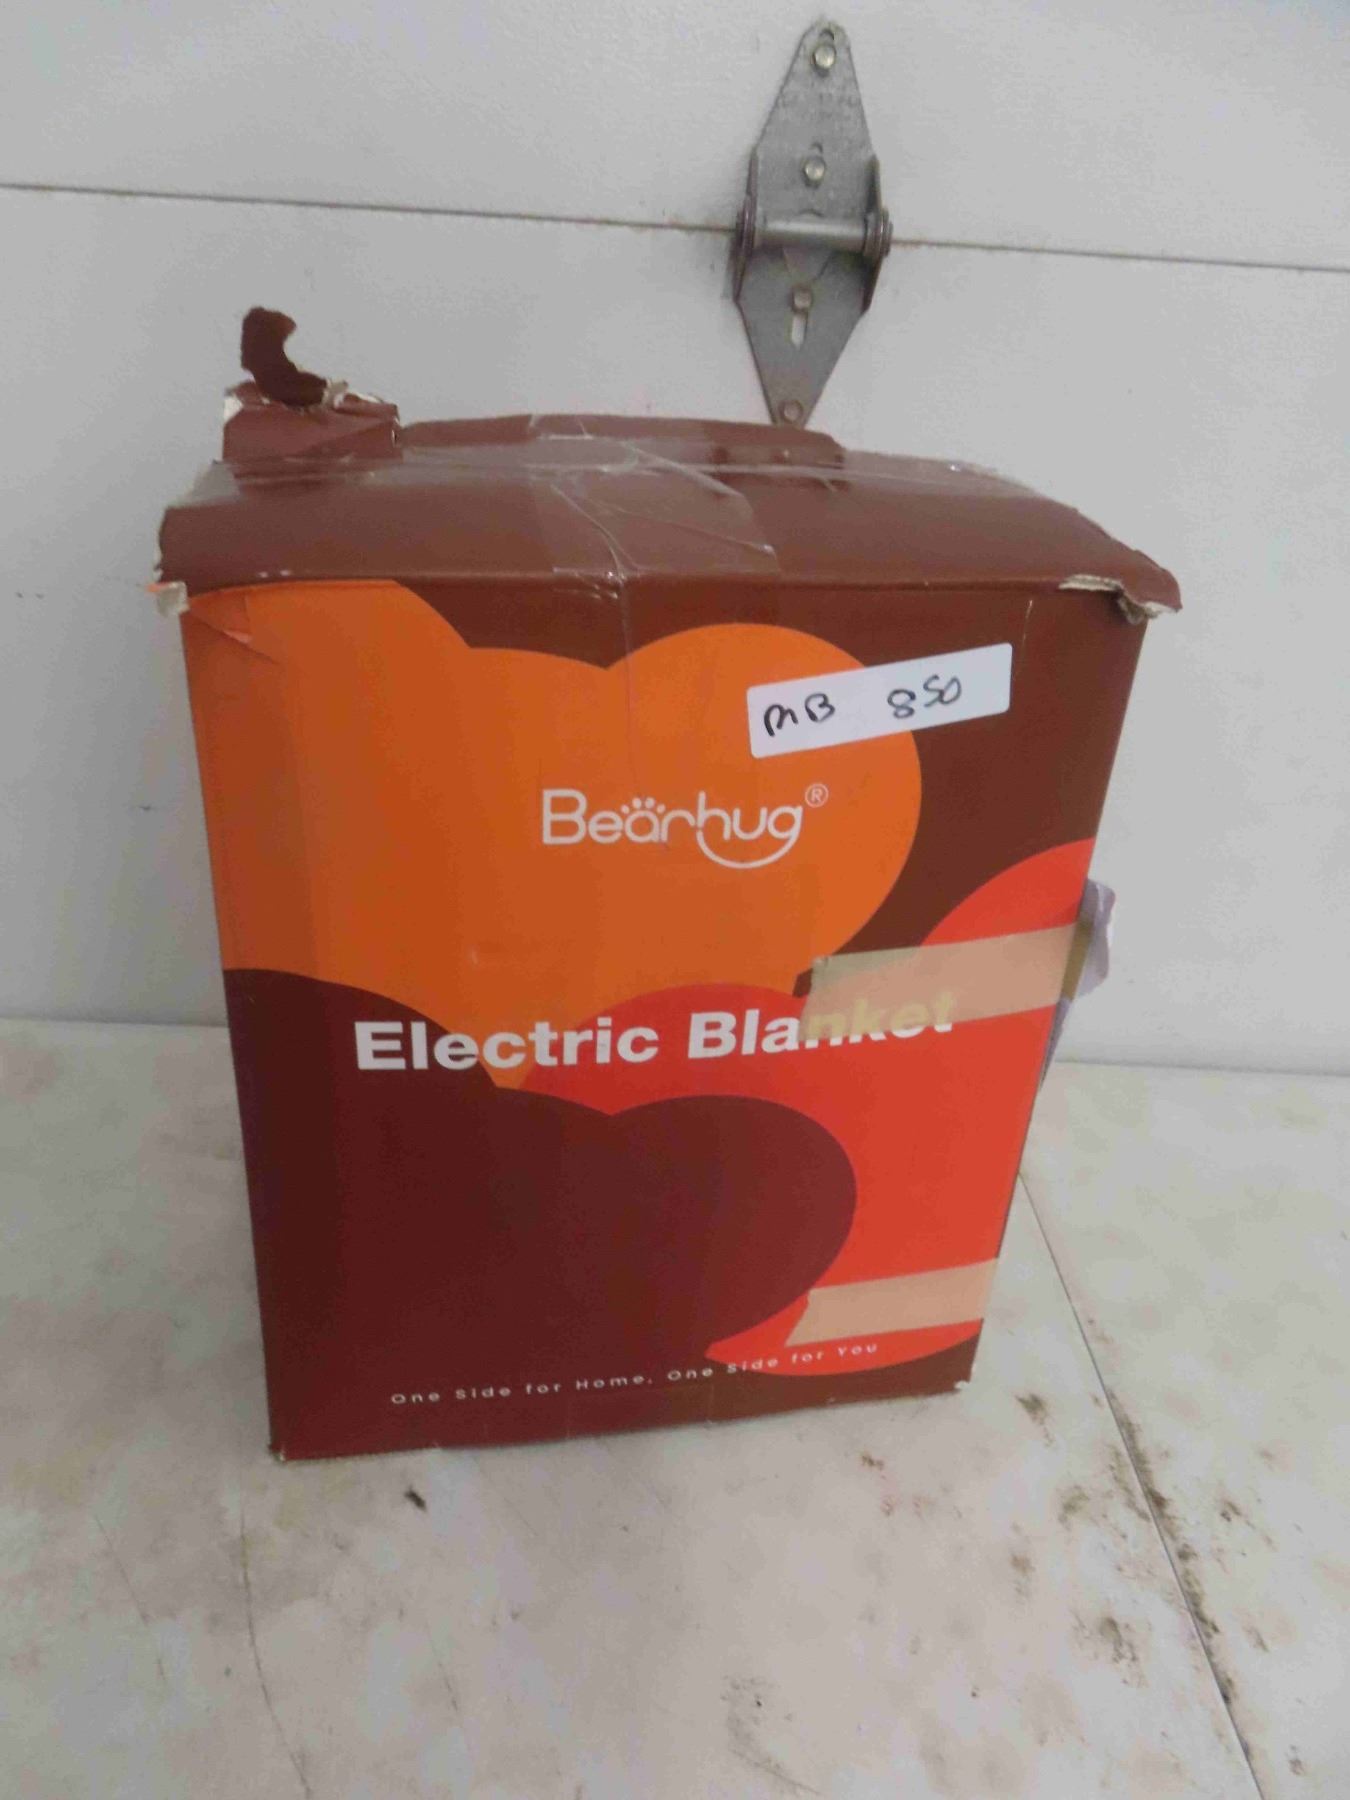 MB 850
Bearhug®
Electric Blanket
One Side for Home, One Side for You